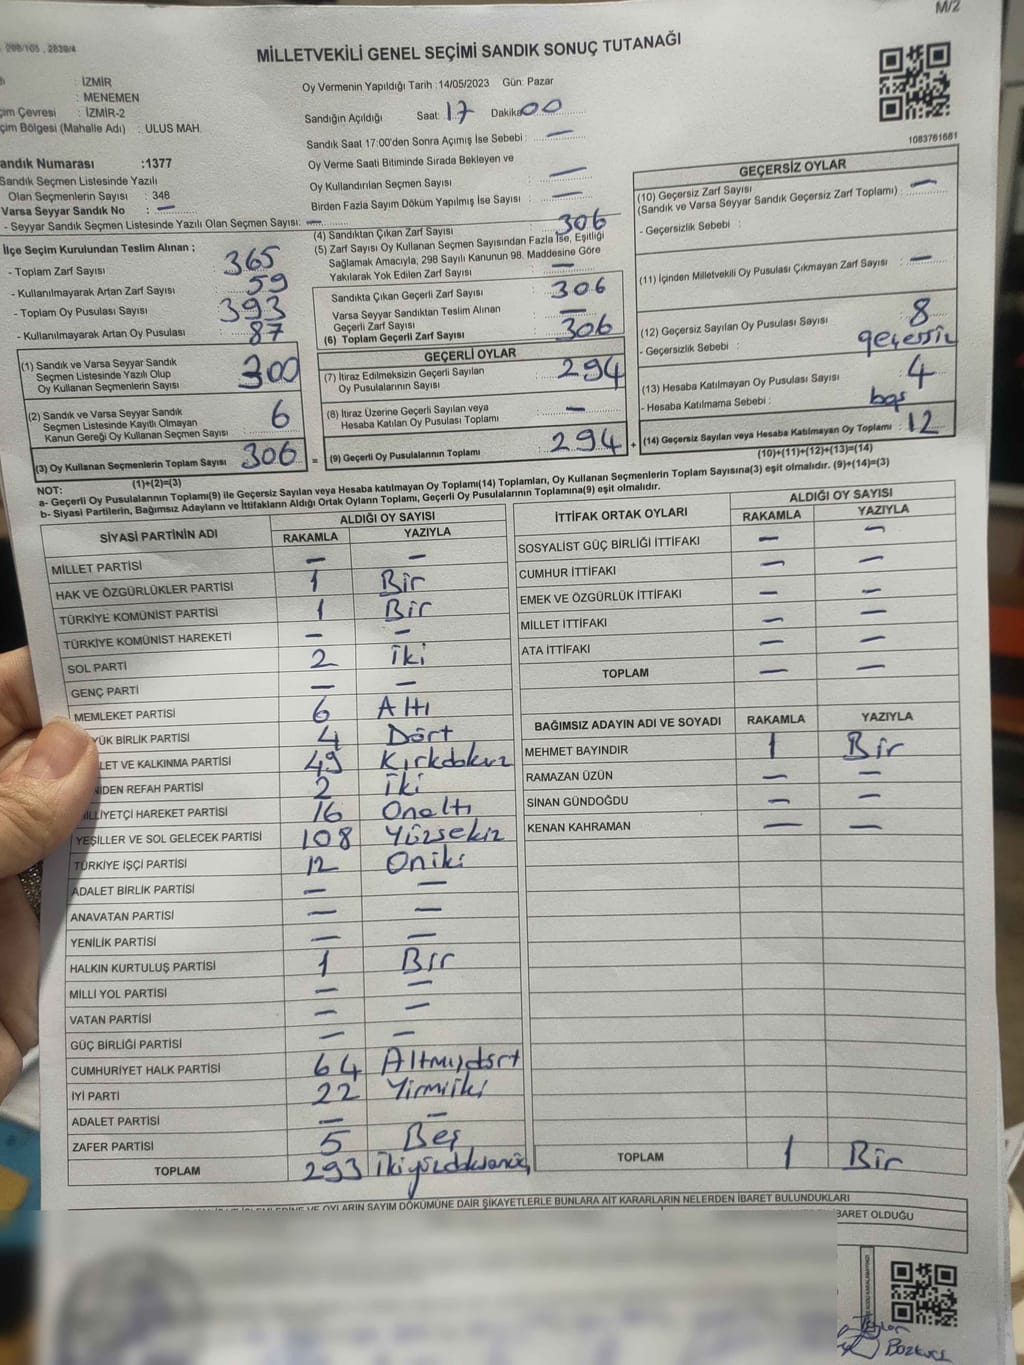 M/2
298/103 , 2839/4
MİLLETVEKİLİ GENEL SEÇİMİ SANDIK SONUÇ TUTANAĞI
: İZMİR
: MENEMEN
çim Çevresi : İZMİR-2
çim Bölgesi (Mahalle Adı) : ULUS MAH.
andık Numarası :1377
Sandık Seçmen Listesinde Yazılı
Olan Seçmenlerin Sayısı : 348
Varsa Seyyar Sandık No : —
- Seyyar Sandık Seçmen Listesinde Yazılı Olan Seçmen Sayısı: —
Oy Vermenin Yapıldığı Tarih :14/05/2023 Gün: Pazar
Sandığın Açıldığı Saat: 17 Dakika: 00
Sandık Saati 17:00'den Sonra Açımış İse Sebebi : —
Oy Verme Saati Bitiminde Sırada Bekleyen ve
Oy Kullandırılan Seçmen Sayısı : —
Birden Fazla Sayım Döküm Yapılmış İse Sayısı : —
1083761681
İlçe Seçim Kurulundan Teslim Alınan ;
- Toplam Zarf Sayısı : 365
- Kullanılmayarak Artan Zarf Sayısı : 59
- Toplam Oy Pusulası Sayısı : 393
- Kullanılmayarak Artan Oy Pusulası : 87
(1) Sandık ve Varsa Seyyar Sandık
Seçmen Listesinde Yazılı Olup
Oy Kullanan Seçmenlerin Sayısı : 300
(2) Sandık ve Varsa Seyyar Sandık
Seçmen Listesinde Kayıtlı Olmayan
Kanun Gereği Oy Kullanan Seçmen Sayısı : 6
(3) Oy Kullanan Seçmenlerin Toplam Sayısı : 306
(1)+(2)=(3)
(4) Sandıktan Çıkan Zarf Sayısı : 306
(5) Zarf Sayısı Oy Kullanan Seçmen Sayısından Fazla İse, Eşitliği
Sağlamak Amacıyla; 298 Sayılı Kanunun 98. Maddesine Göre
Yakılarak Yok Edilen Zarf Sayısı : —
Sandıkta Çıkan Geçerli Zarf Sayısı : 306
Varsa Seyyar Sandıktan Teslim Alınan
Geçerli Zarf Sayısı : —
(6) Toplam Geçerli Zarf Sayısı : 306
GEÇERLİ OYLAR
(7) İtiraz Edilmeksizin Geçerli Sayılan
Oy Pusulalarının Sayısı : 294
(8) İtiraz Üzerine Geçerli Sayılan veya
Hesaba Katılan Oy Pusulası Toplamı : —
= (9) Geçerli Oy Pusulalarının Toplamı : 294 +
GEÇERSİZ OYLAR
(10) Geçersiz Zarf Sayısı
(Sandık ve Varsa Seyyar Sandık Geçersiz Zarf Toplamı) : —
- Geçersizlik Sebebi :
(11) İçinden Milletvekili Oy Pusulası Çıkmayan Zarf Sayısı : —
(12) Geçersiz Sayılan Oy Pusulası Sayısı : 8
- Geçersizlik Sebebi : geçersiz
(13) Hesaba Katılmayan Oy Pusulası Sayısı : 4
- Hesaba Katılmama Sebebi : boş
(14) Geçersiz Sayılan veya Hesaba Katılmayan Oy Toplamı : 12
(10)+(11)+(12)+(13)=(14)
NOT:
a- Geçerli Oy Pusulalarının Toplamı(9) ile Geçersiz Sayılan veya Hesaba katılmayan Oy Toplamı(14) Toplamları, Oy Kullanan Seçmenlerin Toplam Sayısına(3) eşit olmalıdır. (9)+(14)=(3)
b- Siyasi Partilerin, Bağımsız Adayların ve İttifakların Aldığı Ortak Oyların Toplamı, Geçerli Oy Pusulalarının Toplamına(9) eşit olmalıdır.
SİYASİ PARTİNİN ADI ALDIĞI OY SAYISI
RAKAMLA YAZIYLA
MİLLET PARTİSİ — —
HAK VE ÖZGÜRLÜKLER PARTİSİ 1 Bir
TÜRKİYE KOMÜNİST PARTİSİ 1 Bir
TÜRKİYE KOMÜNİST HAREKETİ — —
SOL PARTİ 2 İki
GENÇ PARTİ — —
MEMLEKET PARTİSİ 6 Altı
YÜK BİRLİK PARTİSİ 4 Dört
LET VE KALKINMA PARTİSİ 49 Kırkdokuz
NİDEN REFAH PARTİSİ 2 İki
İLLİYETÇİ HAREKET PARTİSİ 16 Onaltı
YEŞİLLER VE SOL GELECEK PARTİSİ 108 Yüzsekiz
TÜRKİYE İŞÇİ PARTİSİ 12 Oniki
ADALET BİRLİK PARTİSİ — —
ANAVATAN PARTİSİ — —
YENİLİK PARTİSİ — —
HALKIN KURTULUŞ PARTİSİ 1 Bir
MİLLİ YOL PARTİSİ — —
VATAN PARTİSİ — —
GÜÇ BİRLİĞİ PARTİSİ — —
CUMHURİYET HALK PARTİSİ 64 Altmışdört
İYİ PARTİ 22 Yirmiiki
ADALET PARTİSİ — —
ZAFER PARTİSİ 5 Beş
TOPLAM 293 İkiyüzdoksanüç
İTTİFAK ORTAK OYLARI ALDIĞI OY SAYISI
RAKAMLA YAZIYLA
SOSYALİST GÜÇ BİRLİĞİ İTTİFAKI — —
CUMHUR İTTİFAKI — —
EMEK VE ÖZGÜRLÜK İTTİFAKI — —
MİLLET İTTİFAKI — —
ATA İTTİFAKI — —
TOPLAM — —
BAĞIMSIZ ADAYIN ADI VE SOYADI RAKAMLA YAZIYLA
MEHMET BAYINDIR 1 Bir
RAMAZAN ÜZÜN — —
SİNAN GÜNDOĞDU — —
KENAN KAHRAMAN — —
TOPLAM 1 Bir
OYLARIN SAYIM DÖKÜMÜNE DAİR ŞİKAYETLERLE BUNLARA AİT KARARLARIN NELERDEN İBARET BULUNDUKLARI
BARET OLDUĞU